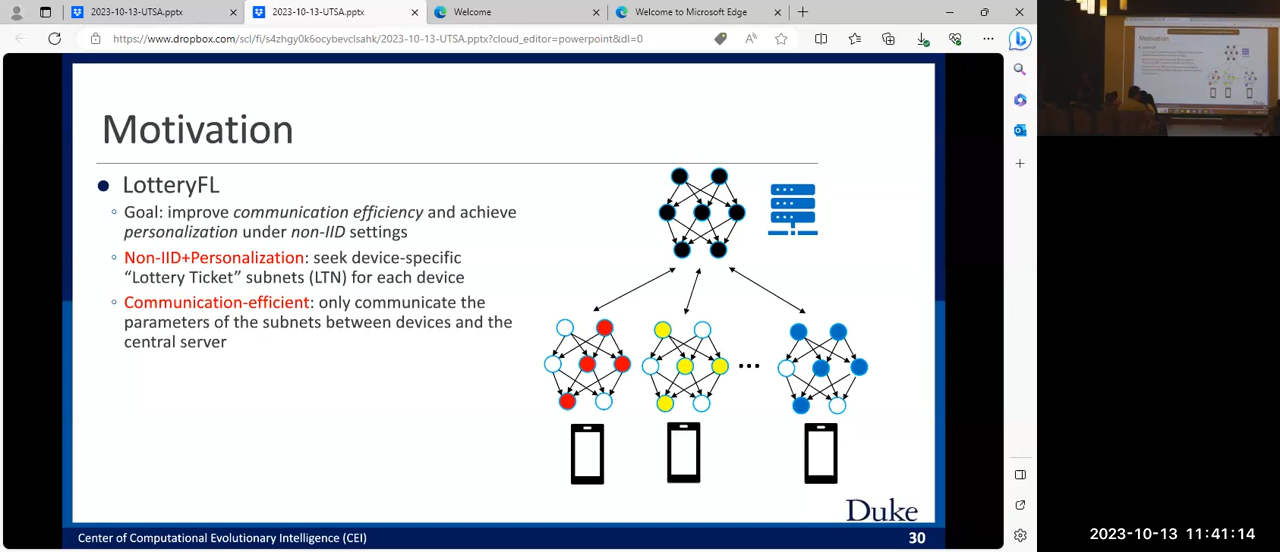 2023-10-13-UTSA.pptx
2023-10-13-UTSA.pptx
Welcome
Welcome to Microsoft Edge
https://www.dropbox.com/scl/fi/s4zhgy0k6ocybevclsahk/2023-10-13-UTSA.pptx?cloud_editor=powerpoint&dl=0
Motivation
LotteryFL
Goal: improve communication efficiency and achieve
personalization under non-IID settings
Non-IID+Personalization: seek device-specific
“Lottery Ticket” subnets (LTN) for each device
Communication-efficient: only communicate the
parameters of the subnets between devices and the
central server
Duke
Center of Computational Evolutionary Intelligence (CEI)
30
Motivation
Duke
2023-10-13 11:41:14